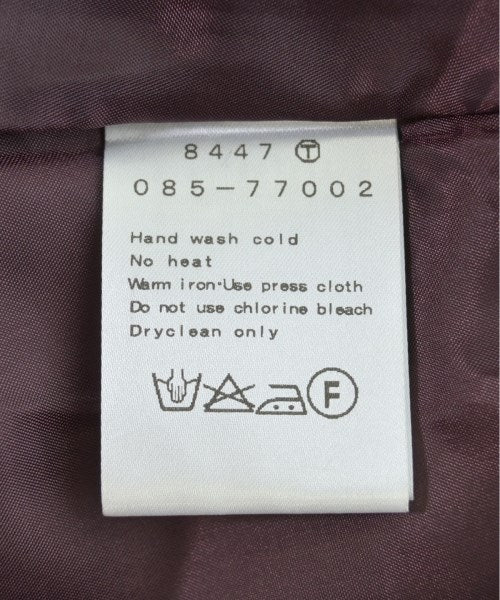 8447 Ⓣ
085-77002
Hand wash cold
No heat
Warm iron·Use press cloth
Do not use chlorine bleach
Dryclean only
F